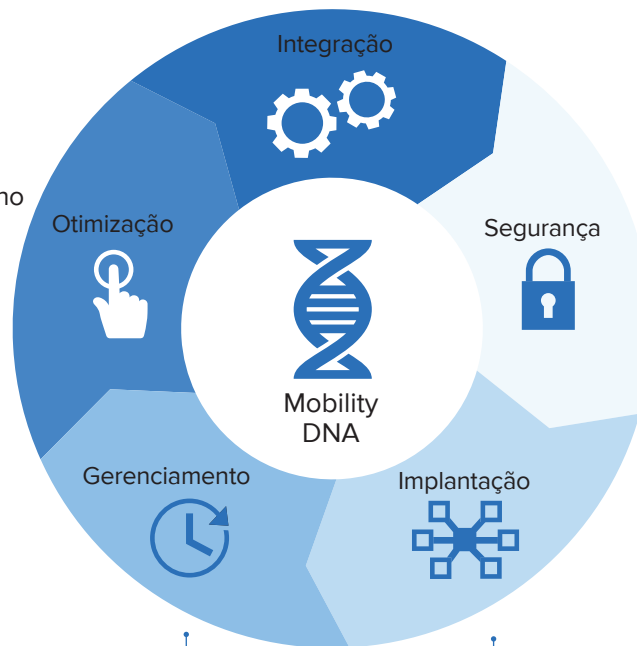 Integração
Segurança
Otimização
Mobility
DNA
Gerenciamento
Implantação